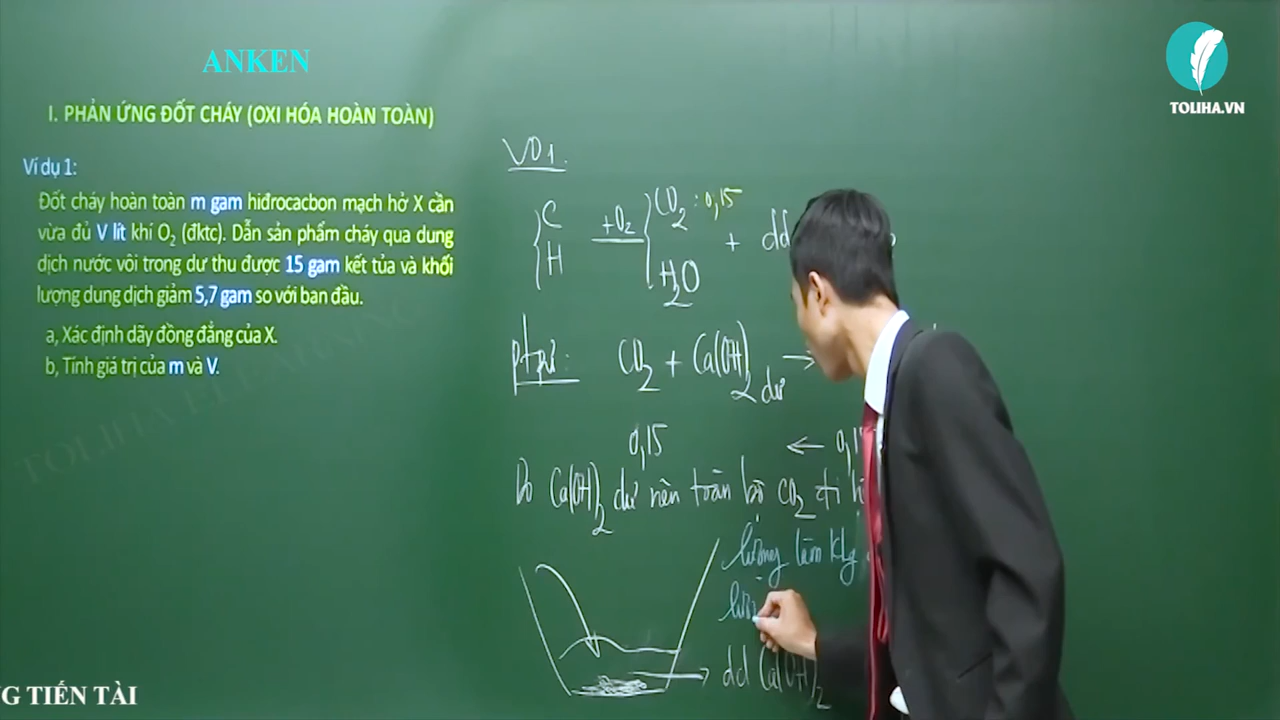 ANKEN
TOLIHA.VN
I. PHẢN ỨNG ĐỐT CHÁY (OXI HÓA HOÀN TOÀN)
Ví dụ 1:
Đốt cháy hoàn toàn m gam hiđrocacbon mạch hở X cần
vừa đủ V lít khí O₂ (đktc). Dẫn sản phẩm cháy qua dung
dịch nước vôi trong dư thu được 15 gam kết tủa và khối
lượng dung dịch giảm 5,7 gam so với ban đầu.
a, Xác định dãy đồng đẳng của X.
b, Tính giá trị của m và V.
VD1.
C +O₂ CO₂ : 0,15
H H₂O + dd
ptpư: CO₂ + Ca(OH)₂ dư →
0,15 ←
Do Ca(OH)₂ dư nên toàn bộ CO₂ đi
lượng làm klg
dd Ca(OH)₂
G TIẾN TÀI